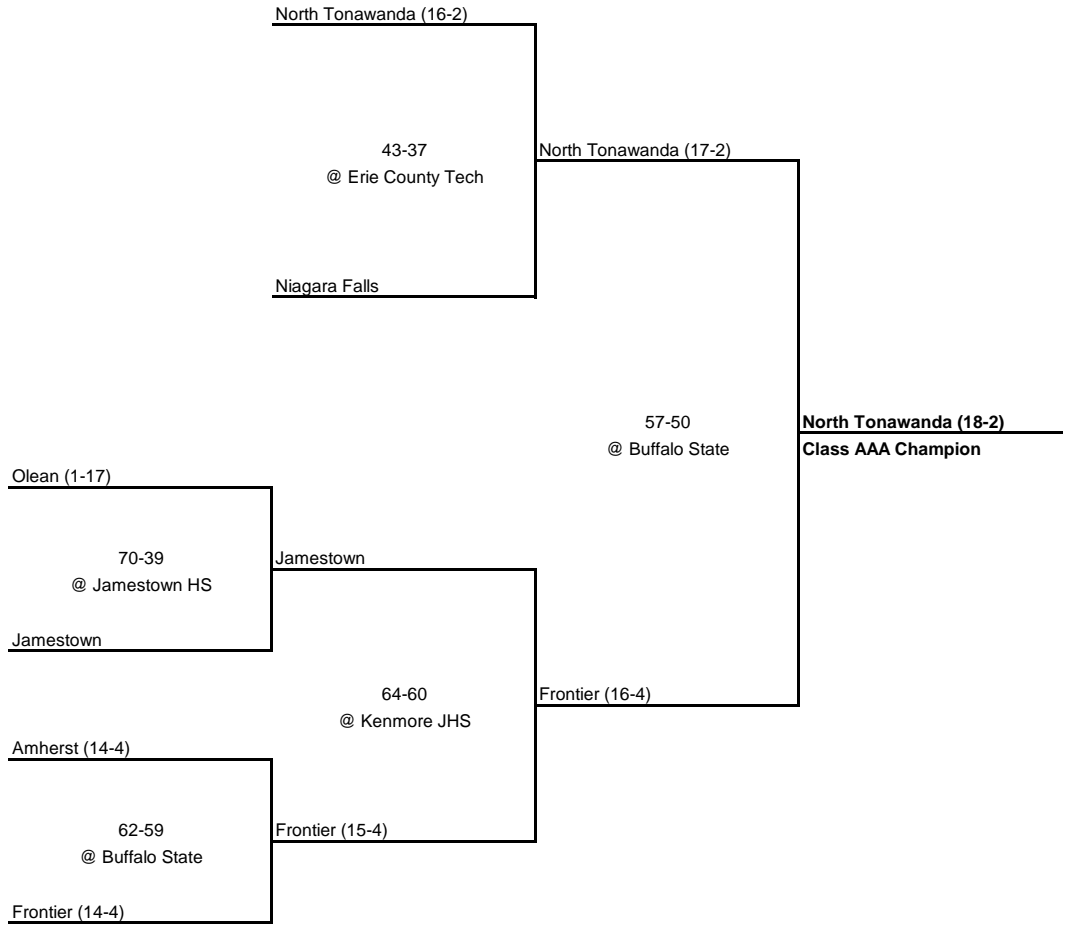 North Tonawanda (16-2)
43-37
North Tonawanda (17-2)
@ Erie County Tech
Niagara Falls
57-50
North Tonawanda (18-2)
@ Buffalo State
Class AAA Champion
Olean (1-17)
70-39
Jamestown
@ Jamestown HS
Jamestown
64-60
Frontier (16-4)
@ Kenmore JHS
Amherst (14-4)
62-59
Frontier (15-4)
@ Buffalo State
Frontier (14-4)